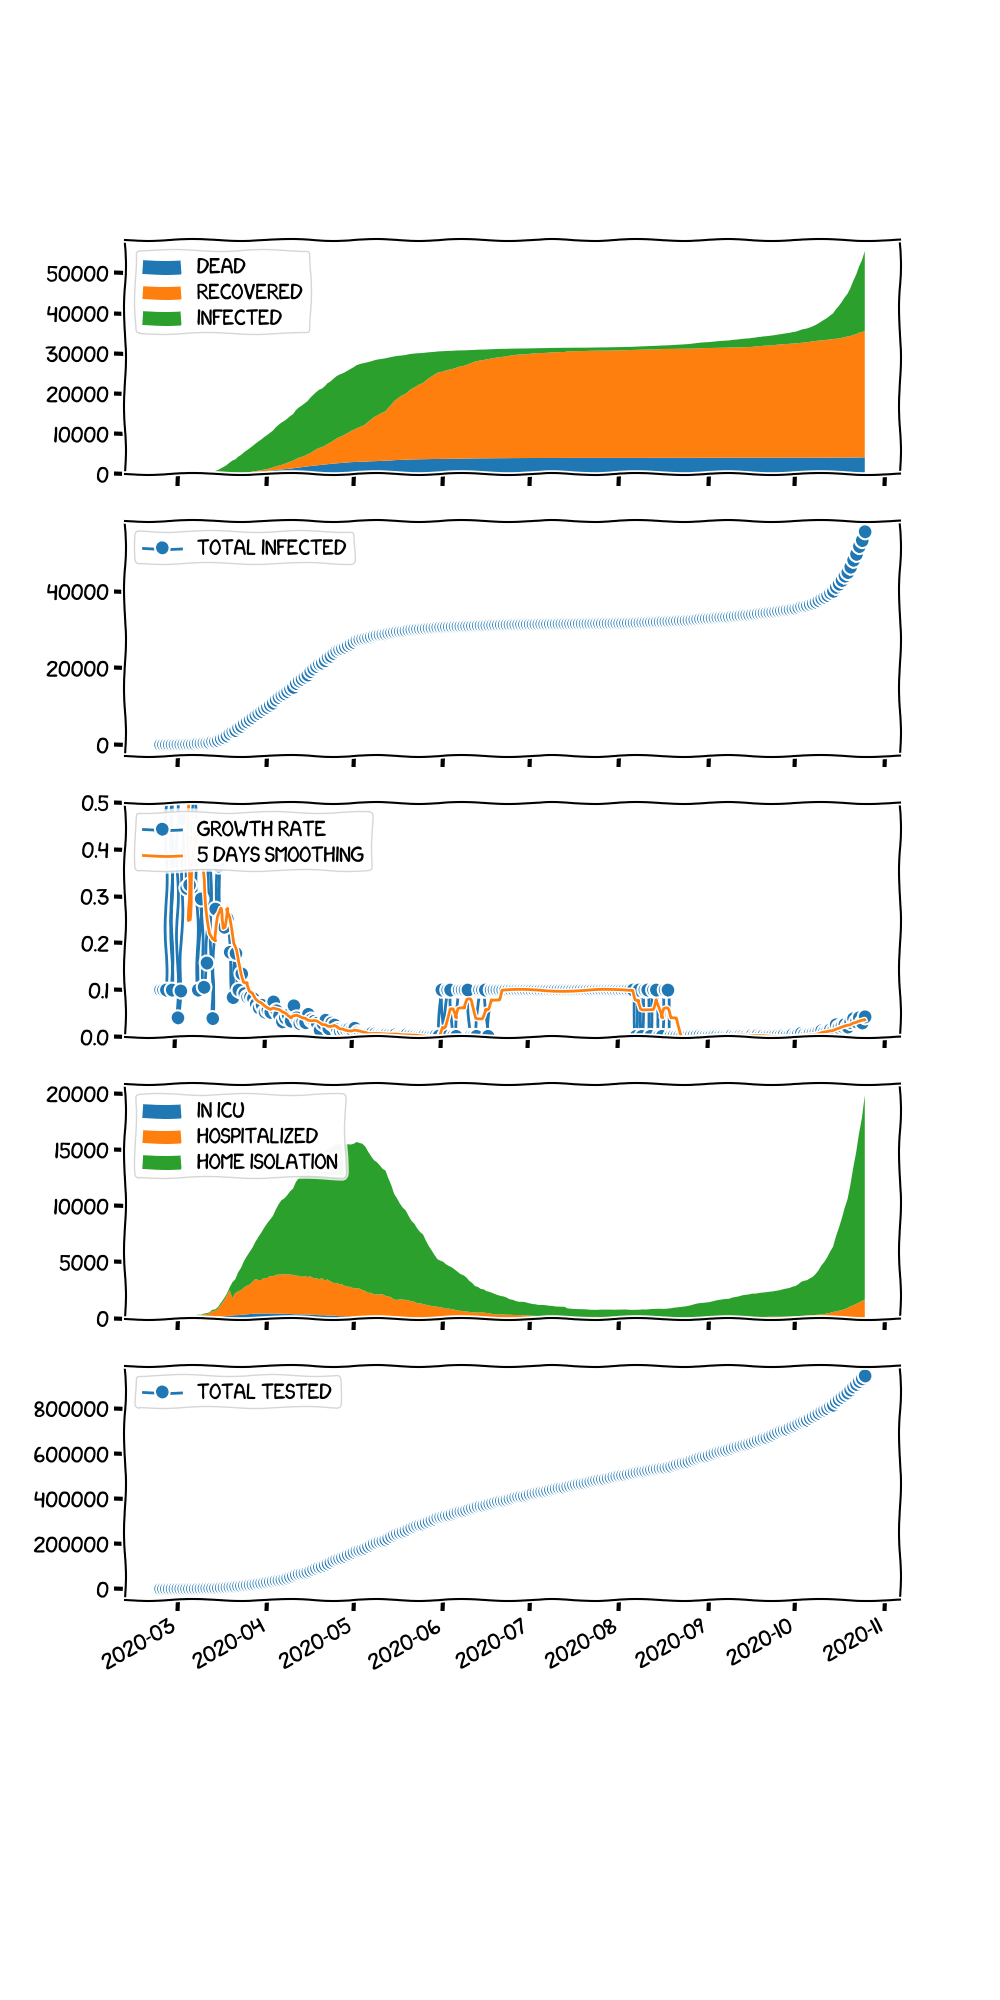 DEAD
RECOVERED
INFECTED
50000
40000
30000
20000
10000
0
TOTAL INFECTED
40000
20000
0
0.5
GROWTH RATE
5 DAYS SMOOTHING
0.4
0.3
0.2
0.1
0.0
20000
IN ICU
HOSPITALIZED
HOME ISOLATION
15000
10000
5000
0
TOTAL TESTED
800000
600000
400000
200000
0
2020-03 2020-04 2020-05 2020-06 2020-07 2020-08 2020-09 2020-10 2020-11